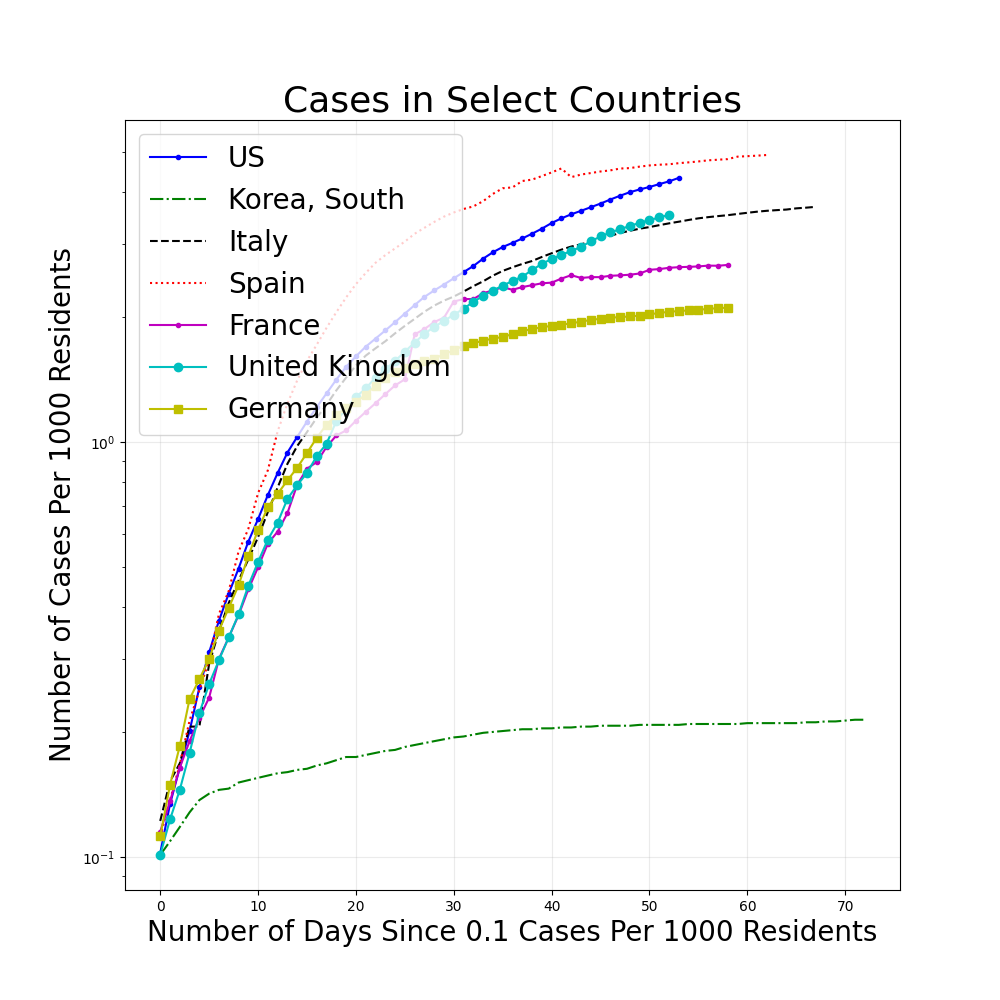 Cases in Select Countries
US
Korea, South
Italy
Spain
France
United Kingdom
Germany
Number of Cases Per 1000 Residents
10⁰
10⁻¹
0 10 20 30 40 50 60 70
Number of Days Since 0.1 Cases Per 1000 Residents